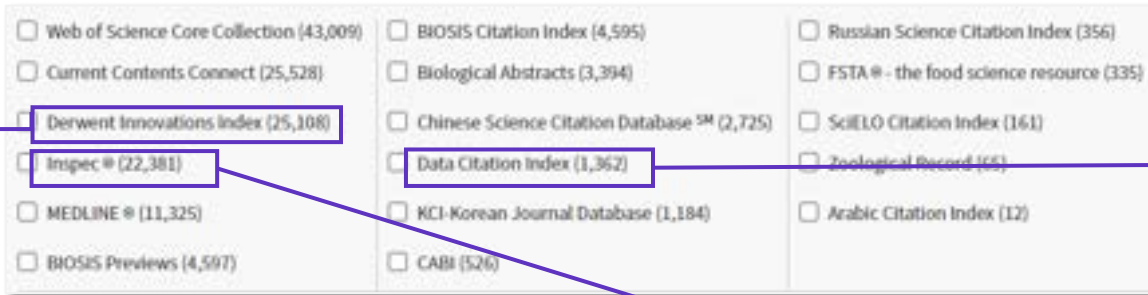 Web of Science Core Collection (43,009)
Current Contents Connect (25,528)
Derwent Innovations Index (25,108)
Inspec ® (22,381)
MEDLINE ® (11,325)
BIOSIS Previews (4,597)
BIOSIS Citation Index (4,595)
Biological Abstracts (3,394)
Chinese Science Citation Database ℠ (2,725)
Data Citation Index (1,362)
KCI-Korean Journal Database (1,184)
CABI (526)
Russian Science Citation Index (356)
FSTA ® - the food science resource (335)
SciELO Citation Index (161)
Zoological Record (65)
Arabic Citation Index (12)